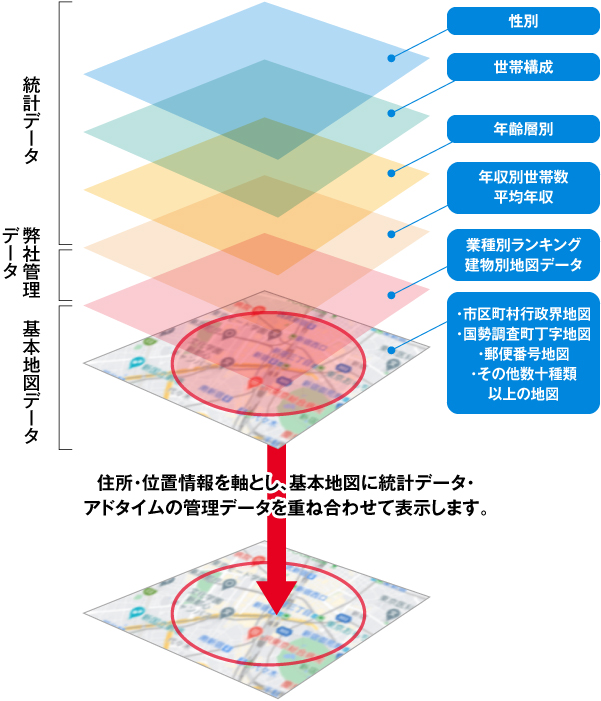 統計データ
性別
世帯構成
年齢層別
年収別世帯数
平均年収
弊社管理
データ
業種別ランキング
建物別地図データ
基本地図データ
・市区町村行政界地図
・国勢調査町丁字地図
・郵便番号地図
・その他数十種類
以上の地図
住所・位置情報を軸とし、基本地図に統計データ・
アドタイムの管理データを重ね合わせて表示します。